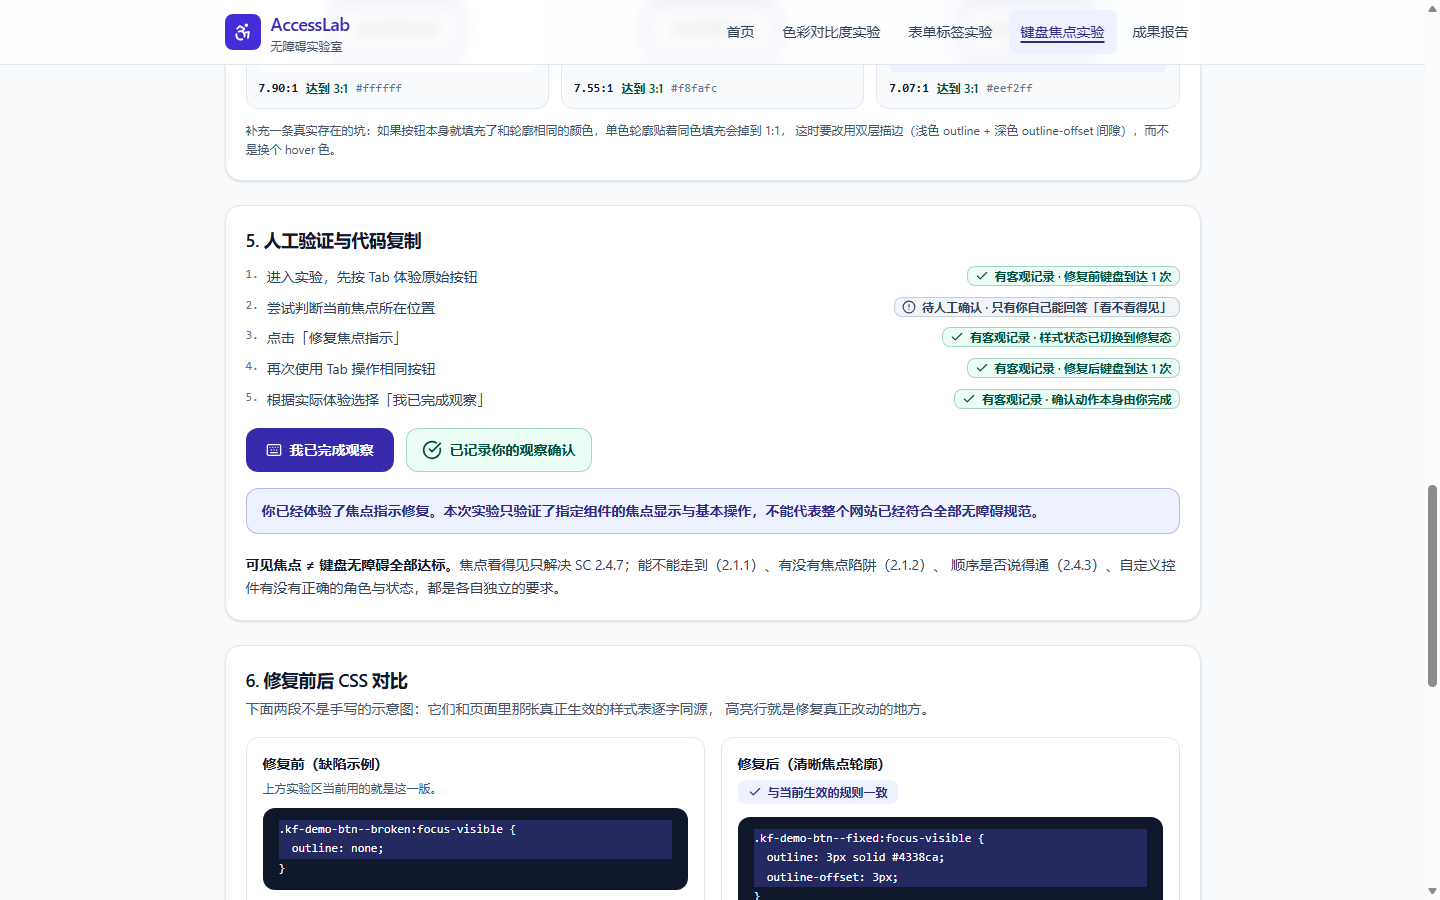 AccessLab
无障碍实验室
首页
色彩对比度实验
表单标签实验
键盘焦点实验
成果报告
7.90:1 达到 3:1 #ffffff
7.55:1 达到 3:1 #f8fafc
7.07:1 达到 3:1 #eef2ff
补充一条真实存在的坑：如果按钮本身就填充了和轮廓相同的颜色，单色轮廓贴着同色填充会掉到 1:1， 这时要改用双层描边（浅色 outline + 深色 outline-offset 间隙），而不
是换个 hover 色。
5. 人工验证与代码复制
1. 进入实验，先按 Tab 体验原始按钮
有客观记录 · 修复前键盘到达 1 次
2. 尝试判断当前焦点所在位置
待人工确认 · 只有你自己能回答「看不看得见」
3. 点击「修复焦点指示」
有客观记录 · 样式状态已切换到修复态
4. 再次使用 Tab 操作相同按钮
有客观记录 · 修复后键盘到达 1 次
5. 根据实际体验选择「我已完成观察」
有客观记录 · 确认动作本身由你完成
我已完成观察
已记录你的观察确认
你已经体验了焦点指示修复。本次实验只验证了指定组件的焦点显示与基本操作，不能代表整个网站已经符合全部无障碍规范。
可见焦点 ≠ 键盘无障碍全部达标。焦点看得见只解决 SC 2.4.7；能不能走到（2.1.1）、有没有焦点陷阱（2.1.2）、 顺序是否说得通（2.4.3）、自定义控
件有没有正确的角色与状态，都是各自独立的要求。
6. 修复前后 CSS 对比
下面两段不是手写的示意图：它们和页面里那张真正生效的样式表逐字同源， 高亮行就是修复真正改动的地方。
修复前（缺陷示例）
上方实验区当前用的就是这一版。
.kf-demo-btn--broken:focus-visible {
outline: none;
}
修复后（清晰焦点轮廓）
与当前生效的规则一致
.kf-demo-btn--fixed:focus-visible {
outline: 3px solid #4338ca;
outline-offset: 3px;
}